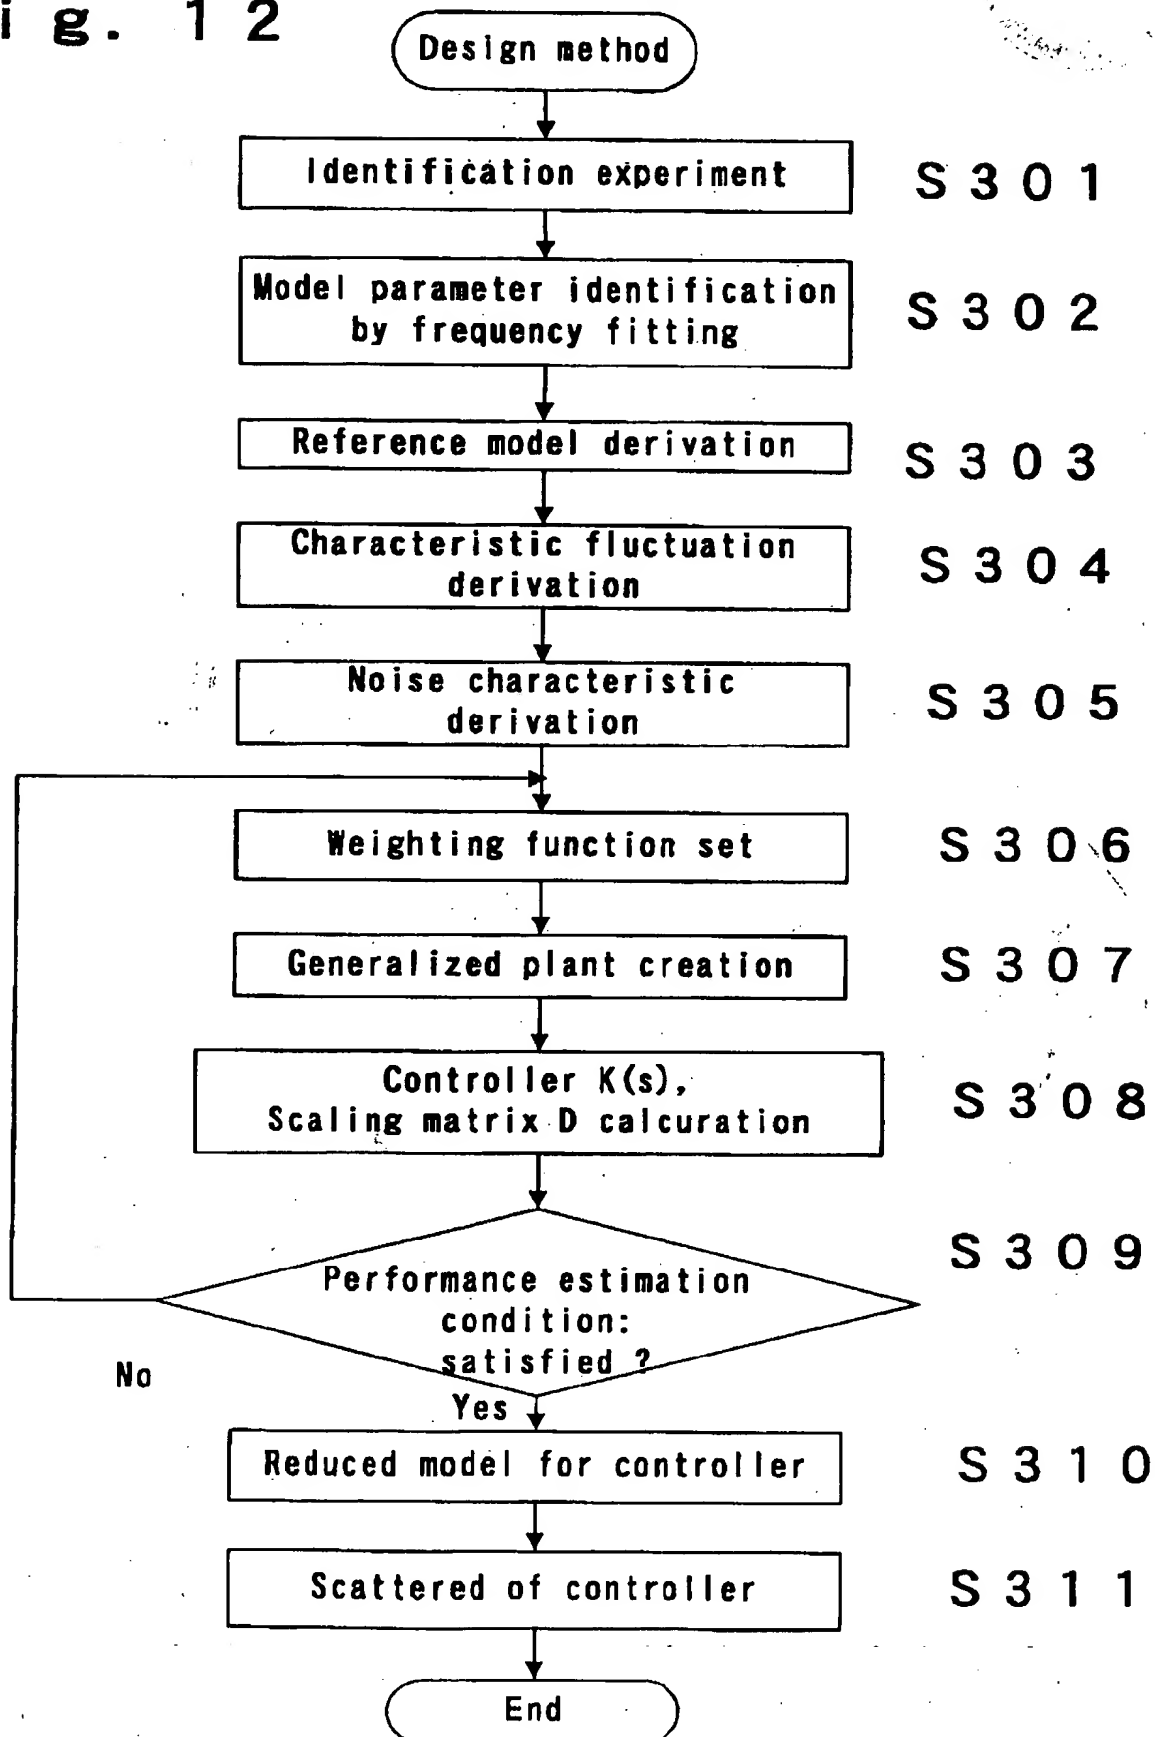 ig. 12
Design method
Identification experiment
S301
Model parameter identification
by frequency fitting
S302
Reference model derivation
S303
Characteristic fluctuation
derivation
S304
Noise characteristic
derivation
S305
Weighting function set
S306
Generalized plant creation
S307
Controller K(s),
Scaling matrix D calcuration
S308
S309
Performance estimation
condition:
satisfied ?
No
Yes
Reduced model for controller
S310
Scattered of controller
S311
End